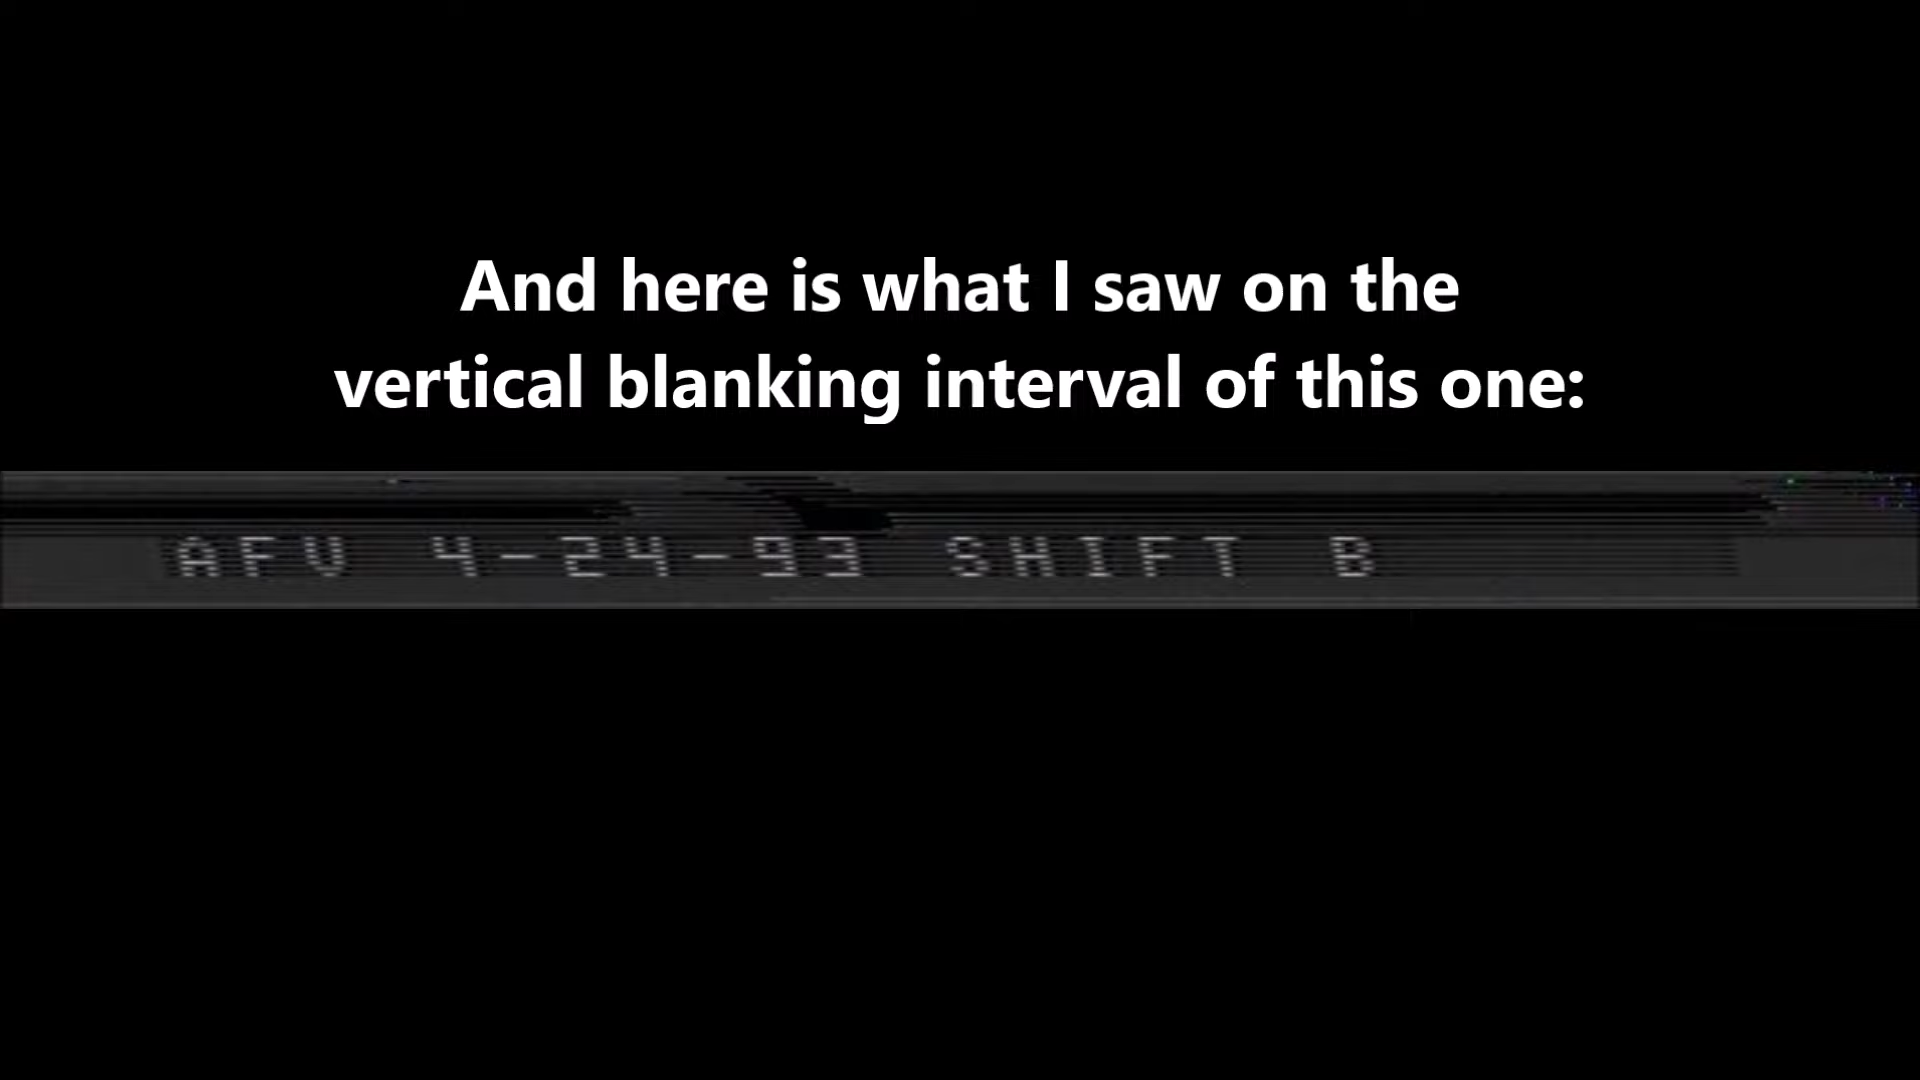 And here is what I saw on the
vertical blanking interval of this one:
AFV 4-24-93 SHIFT B